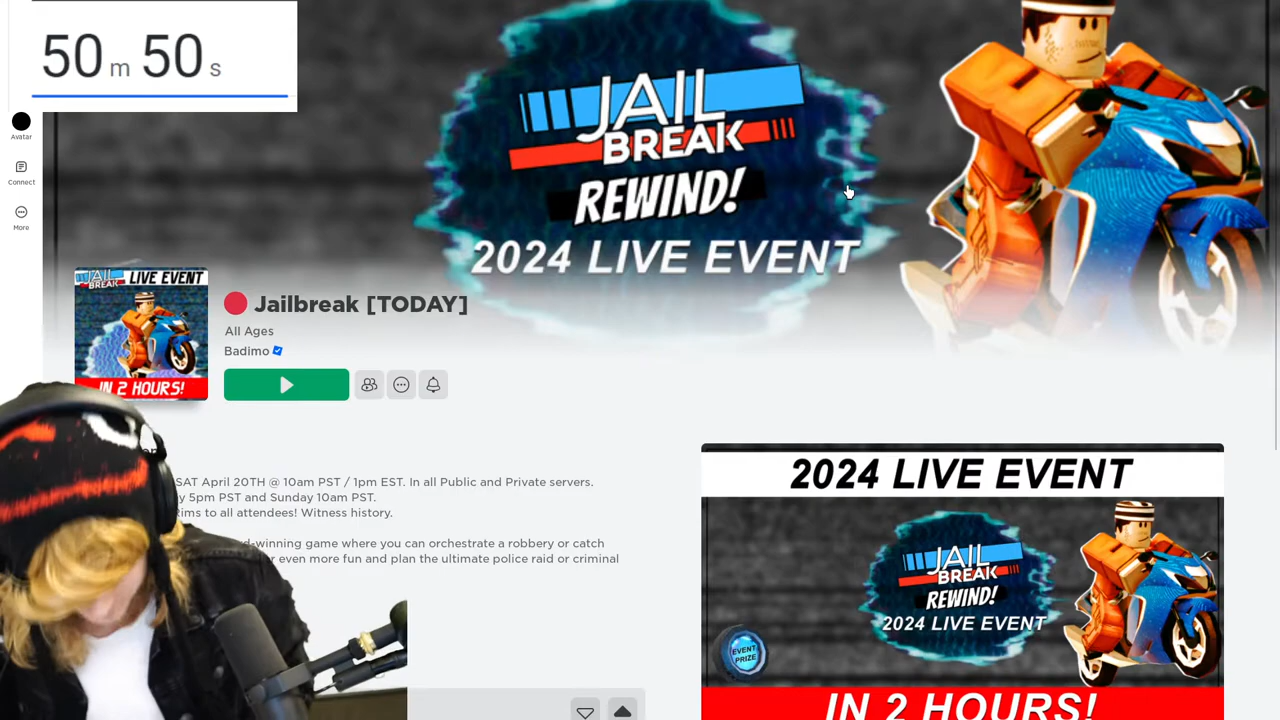 50 m 50 s
Avatar
Connect
More
JAIL
BREAK
REWIND!
2024 LIVE EVENT
JAIL
BREAK
LIVE EVENT
IN 2 HOURS!
Jailbreak [TODAY]
All Ages
Badimo
SAT April 20TH @ 10am PST / 1pm EST. In all Public and Private servers.
5pm PST and Sunday 10am PST.
to all attendees! Witness history.
game where you can orchestrate a robbery or catch
even more fun and plan the ultimate police raid or criminal
2024 LIVE EVENT
JAIL
BREAK
REWIND!
2024 LIVE EVENT
EVENT
PRIZE
IN 2 HOURS!